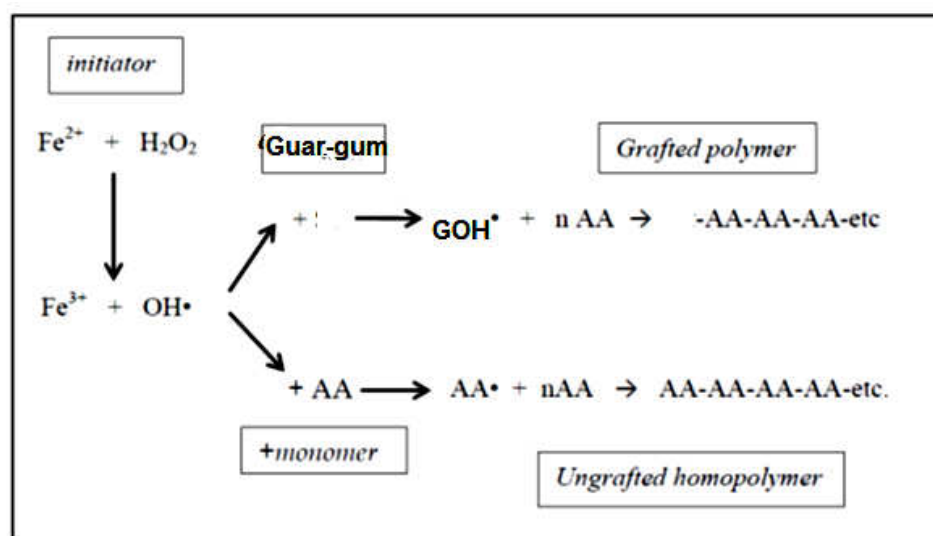 initiator
Fe²⁺ + H₂O₂
Guar-gum
Grafted polymer
+ GOH• + n AA → -AA-AA-AA-etc
Fe³⁺ + OH•
+ AA AA• + nAA → AA-AA-AA-AA-etc.
+monomer
Ungrafted homopolymer